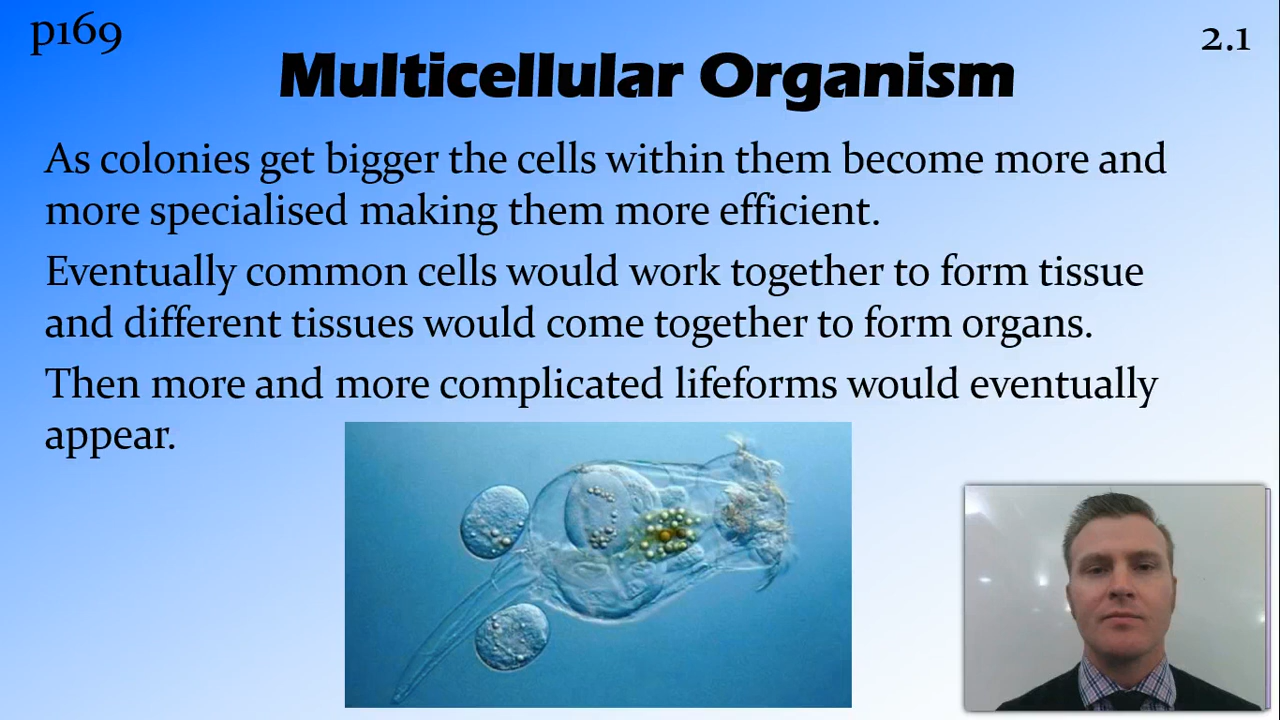 p169
2.1
Multicellular Organism
As colonies get bigger the cells within them become more and
more specialised making them more efficient.
Eventually common cells would work together to form tissue
and different tissues would come together to form organs.
Then more and more complicated lifeforms would eventually
appear.